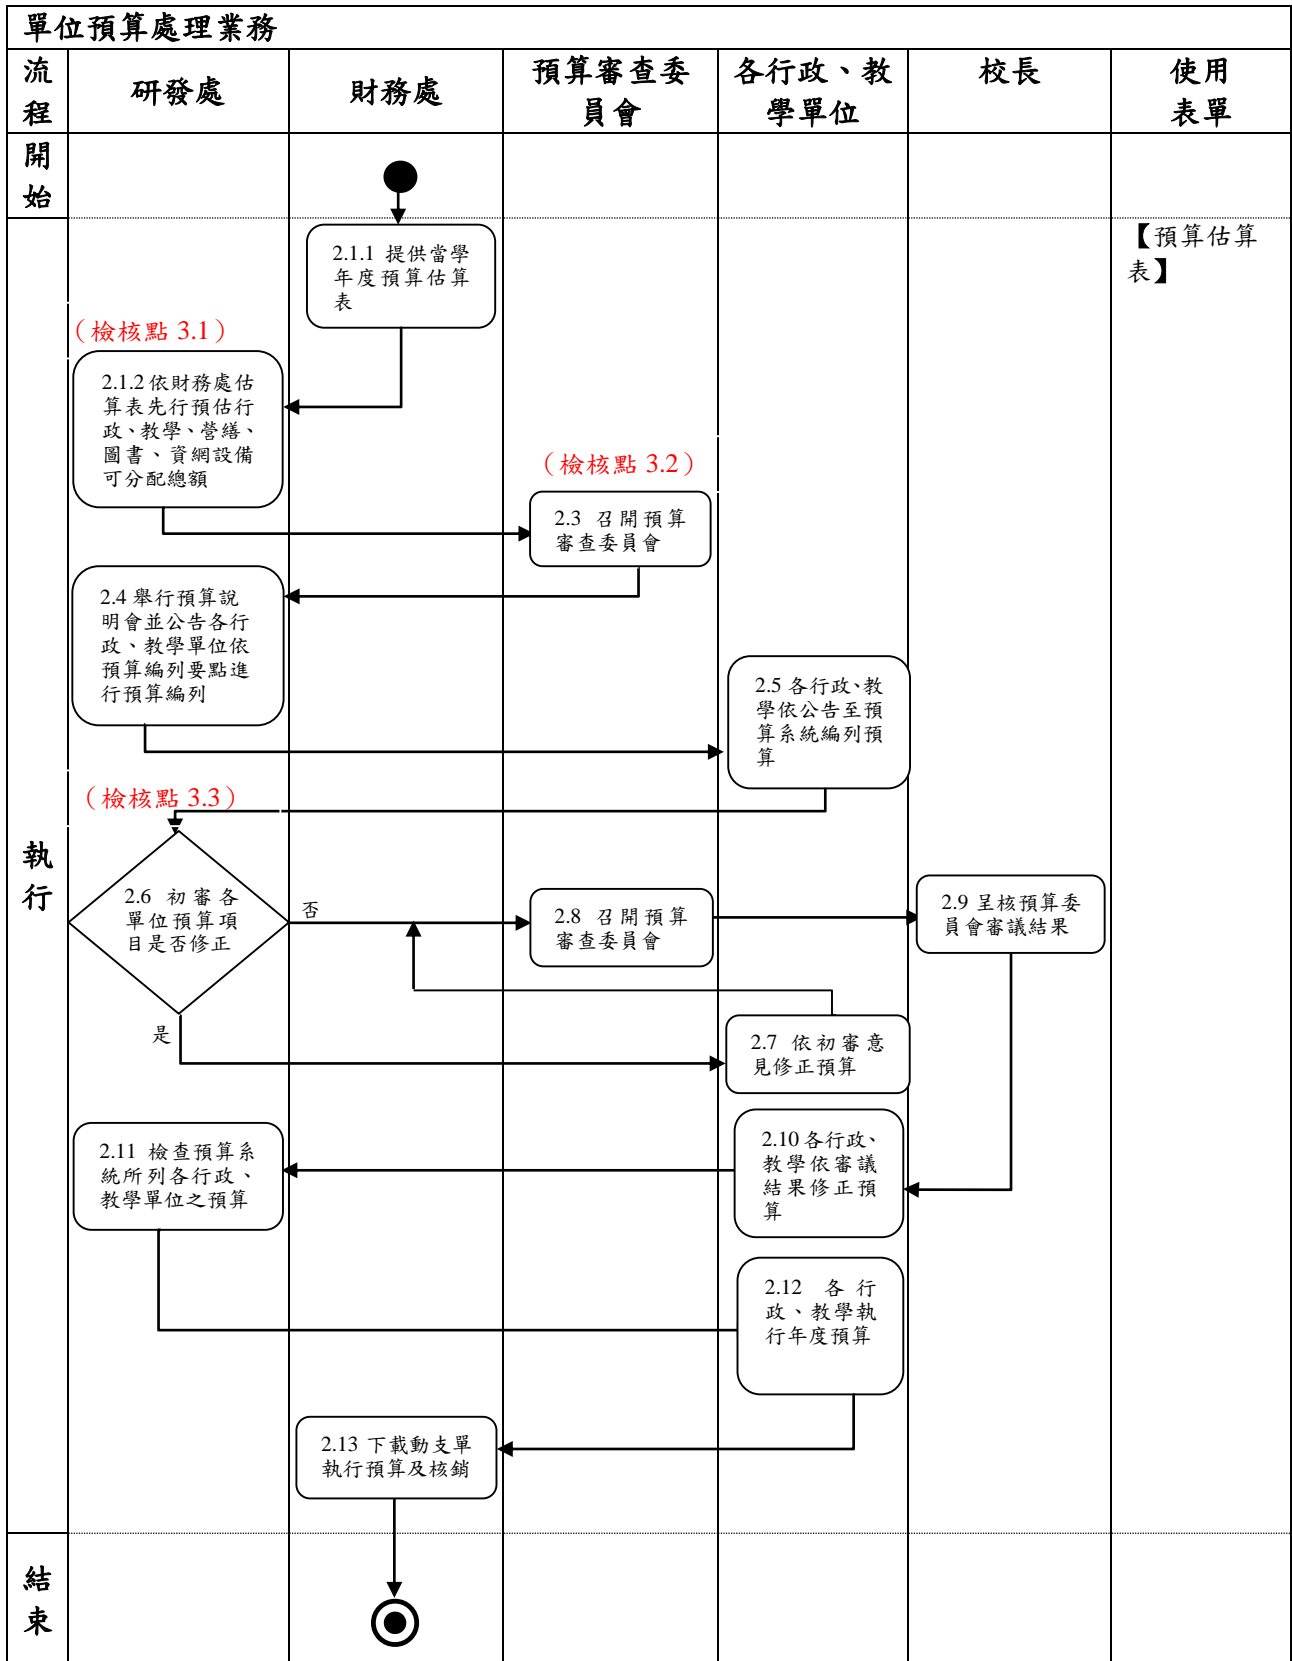 單位預算處理業務
流程
研發處
財務處
預算審查委
員會
各行政、教
學單位
校長
使用
表單
開始
2.1.1 提供當學
年度預算估算
表
【預算估算
表】
（檢核點 3.1）
2.1.2 依財務處估
算表先行預估行
政、教學、營繕、
圖書、資網設備
可分配總額
（檢核點 3.2）
2.3 召開預算
審查委員會
2.4 舉行預算說
明會並公告各行
政、教學單位依
預算編列要點進
行預算編列
2.5 各行政、教
學依公告至預
算系統編列預
算
（檢核點 3.3）
執行
2.6 初審各
單位預算項
目是否修正
否
2.8 召開預算
審查委員會
2.9 呈核預算委
員會審議結果
是
2.7 依初審意
見修正預算
2.11 檢查預算系
統所列各行政、
教學單位之預算
2.10 各行政、
教學依審議
結果修正預
算
2.12 各行
政、教學執
行年度預算
2.13 下載動支單
執行預算及核銷
結束